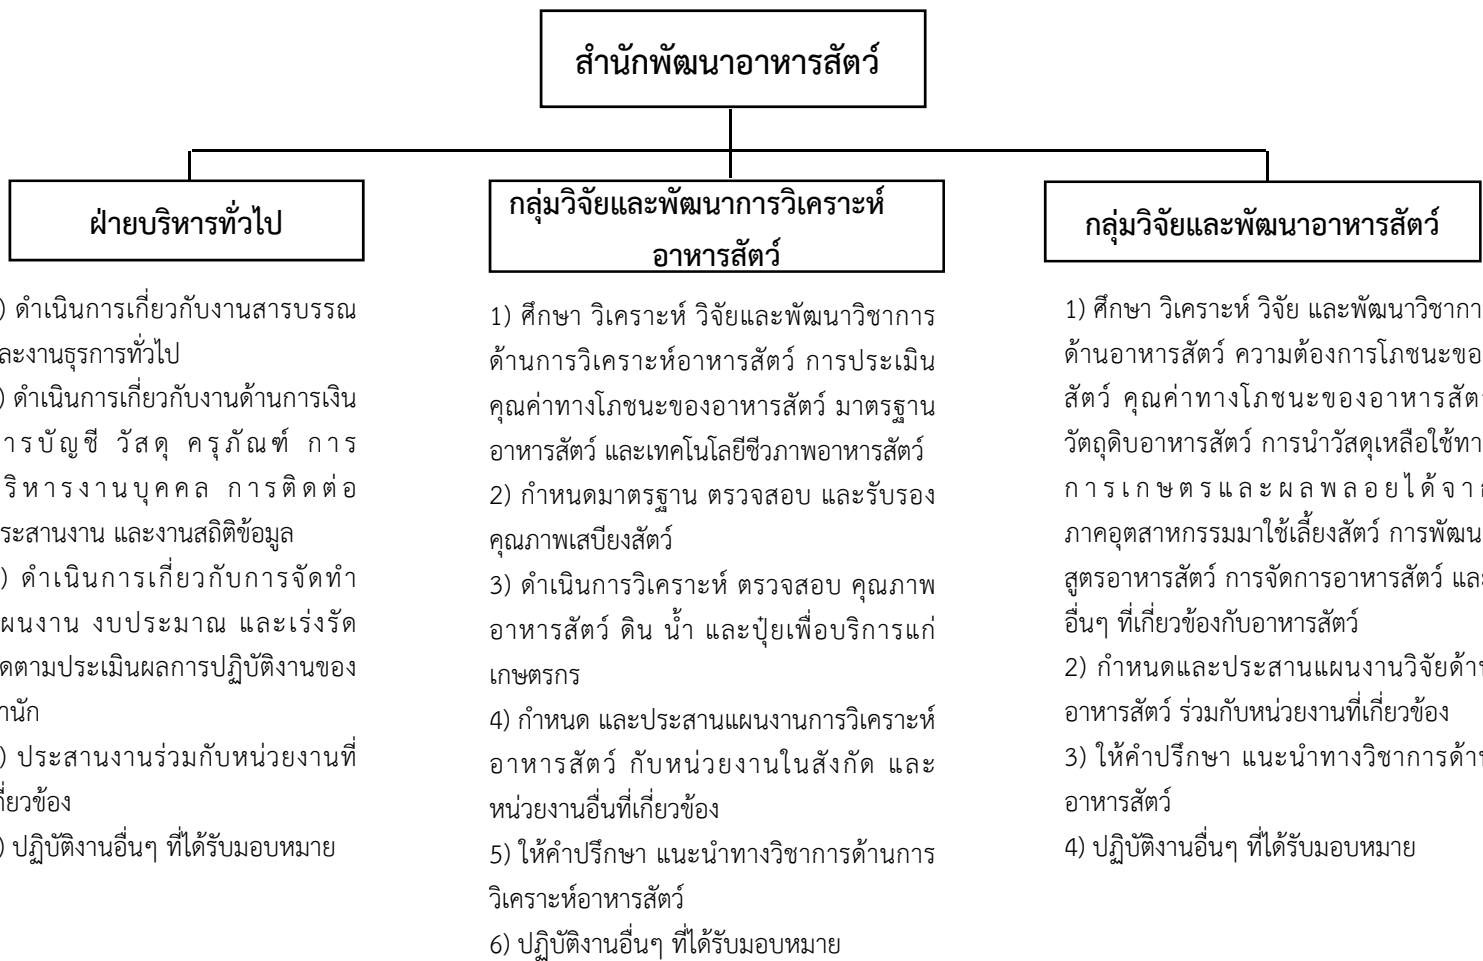 สำนักพัฒนาอาหารสัตว์
ฝ่ายบริหารทั่วไป
) ดำเนินการเกี่ยวกับงานสารบรรณ
ละงานธุรการทั่วไป
) ดำเนินการเกี่ยวกับงานด้านการเงิน
ารบัญชี วัสดุ ครุภัณฑ์ การ
ริหารงานบุคคล การติดต่อ
ระสานงาน และงานสถิติข้อมูล
) ดำเนินการเกี่ยวกับการจัดทำ
ผนงาน งบประมาณ และเร่งรัด
ดตามประเมินผลการปฏิบัติงานของ
านัก
) ประสานงานร่วมกับหน่วยงานที่
กี่ยวข้อง
) ปฏิบัติงานอื่นๆ ที่ได้รับมอบหมาย
กลุ่มวิจัยและพัฒนาการวิเคราะห์
อาหารสัตว์
1) ศึกษา วิเคราะห์ วิจัยและพัฒนาวิชาการ
ด้านการวิเคราะห์อาหารสัตว์ การประเมิน
คุณค่าทางโภชนะของอาหารสัตว์ มาตรฐาน
อาหารสัตว์ และเทคโนโลยีชีวภาพอาหารสัตว์
2) กำหนดมาตรฐาน ตรวจสอบ และรับรอง
คุณภาพเสบียงสัตว์
3) ดำเนินการวิเคราะห์ ตรวจสอบ คุณภาพ
อาหารสัตว์ ดิน น้ำ และปุ๋ยเพื่อบริการแก่
เกษตรกร
4) กำหนด และประสานแผนงานการวิเคราะห์
อาหารสัตว์ กับหน่วยงานในสังกัด และ
หน่วยงานอื่นที่เกี่ยวข้อง
5) ให้คำปรึกษา แนะนำทางวิชาการด้านการ
วิเคราะห์อาหารสัตว์
6) ปฏิบัติงานอื่นๆ ที่ได้รับมอบหมาย
กลุ่มวิจัยและพัฒนาอาหารสัตว์
1) ศึกษา วิเคราะห์ วิจัย และพัฒนาวิชากา
ด้านอาหารสัตว์ ความต้องการโภชนะขอ
สัตว์ คุณค่าทางโภชนะของอาหารสัต
วัตถุดิบอาหารสัตว์ การนำวัสดุเหลือใช้ทา
การเกษตรและผลพลอยได้จา
ภาคอุตสาหกรรมมาใช้เลี้ยงสัตว์ การพัฒน
สูตรอาหารสัตว์ การจัดการอาหารสัตว์ และ
อื่นๆ ที่เกี่ยวข้องกับอาหารสัตว์
2) กำหนดและประสานแผนงานวิจัยด้าน
อาหารสัตว์ ร่วมกับหน่วยงานที่เกี่ยวข้อง
3) ให้คำปรึกษา แนะนำทางวิชาการด้าน
อาหารสัตว์
4) ปฏิบัติงานอื่นๆ ที่ได้รับมอบหมาย